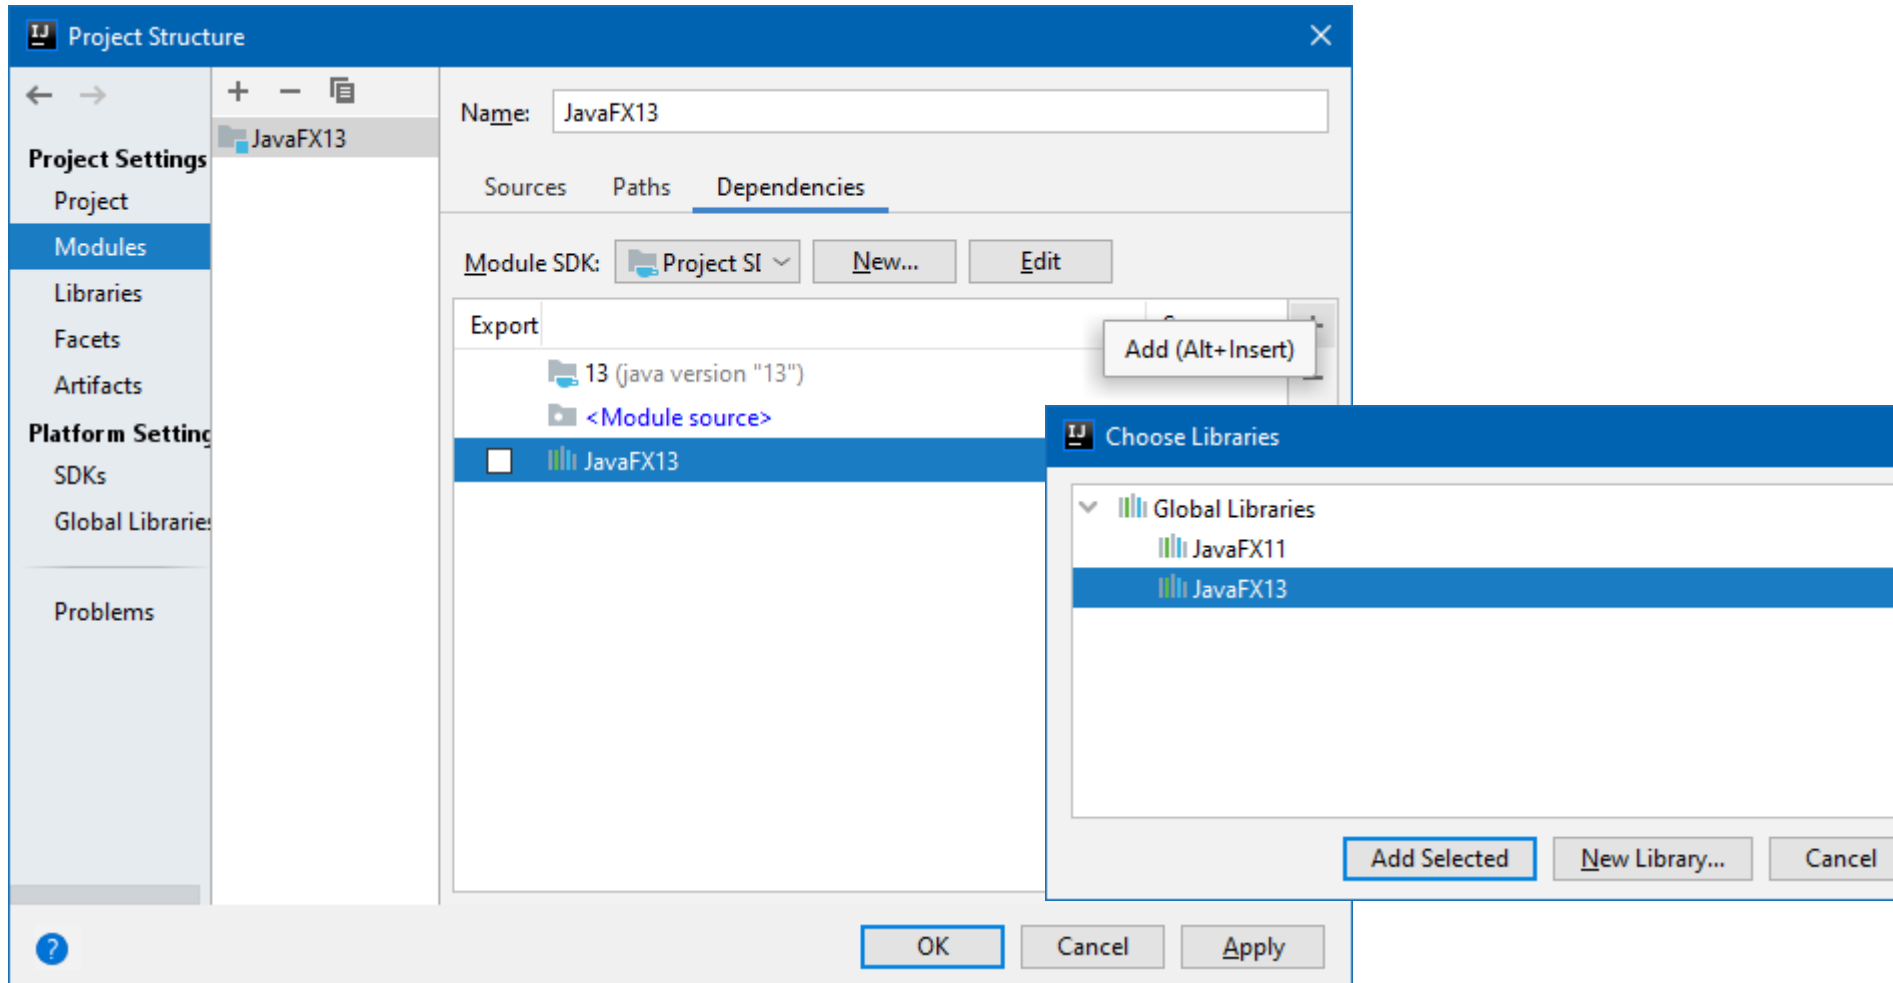 Project Structure
Project Settings
Project
Modules
Libraries
Facets
Artifacts
Platform Setting
SDKs
Global Libraries
Problems
JavaFX13
Name: JavaFX13
Sources Paths Dependencies
Module SDK: Project SD New... Edit
Export
Add (Alt+Insert)
13 (java version "13")
<Module source>
JavaFX13
Choose Libraries
Global Libraries
JavaFX11
JavaFX13
Add Selected New Library... Cancel
OK Cancel Apply